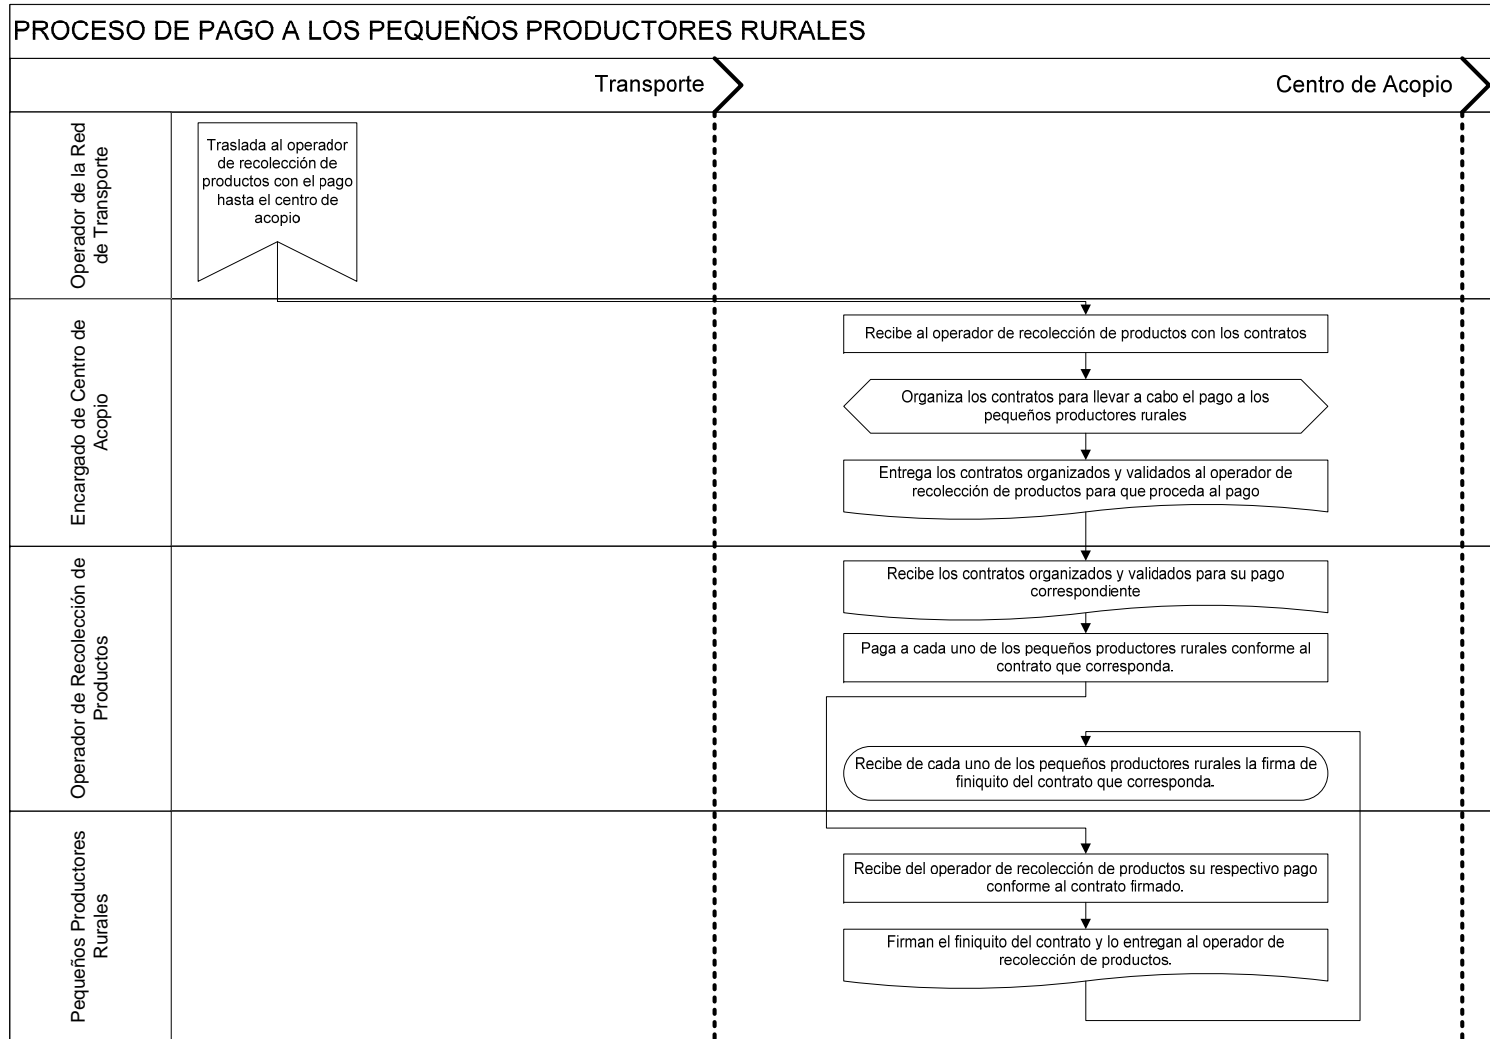 PROCESO DE PAGO A LOS PEQUEÑOS PRODUCTORES RURALES
Transporte
Centro de Acopio
Operador de la Red
de Transporte
Traslada al operador
de recolección de
productos con el pago
hasta el centro de
acopio
Encargado de Centro de
Acopio
Recibe al operador de recolección de productos con los contratos
Organiza los contratos para llevar a cabo el pago a los
pequeños productores rurales
Entrega los contratos organizados y validados al operador de
recolección de productos para que proceda al pago
Operador de Recolección de
Productos
Recibe los contratos organizados y validados para su pago
correspondiente
Paga a cada uno de los pequeños productores rurales conforme al
contrato que corresponda.
Recibe de cada uno de los pequeños productores rurales la firma de
finiquito del contrato que corresponda.
Pequeños Productores
Rurales
Recibe del operador de recolección de productos su respectivo pago
conforme al contrato firmado.
Firman el finiquito del contrato y lo entregan al operador de
recolección de productos.